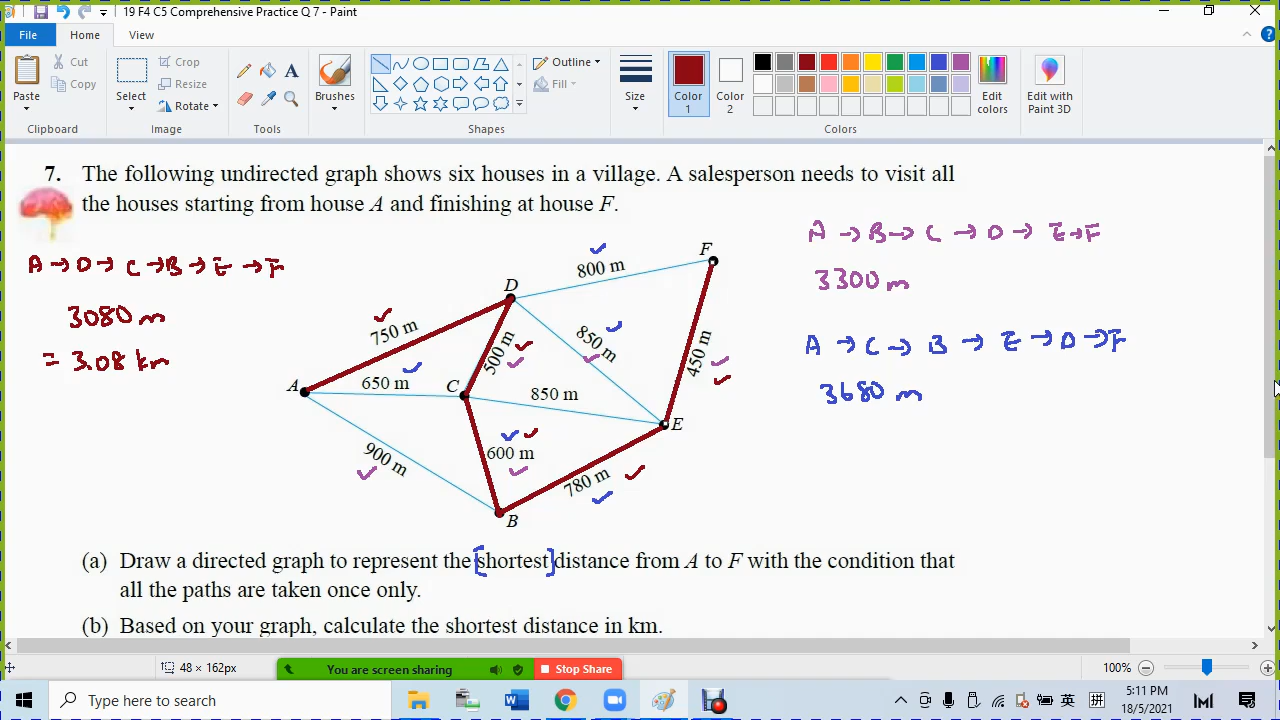 19 F4 C5 Comprehensive Practice Q 7 - Paint
File Home View
Paste Cut Copy
Clipboard
Select Crop Resize Rotate
Image
Tools
Brushes
Shapes
Outline
Fill
Size
Color 1
Color 2
Edit colors
Edit with Paint 3D
Colors
7. The following undirected graph shows six houses in a village. A salesperson needs to visit all
the houses starting from house A and finishing at house F.
A → D → C → B → E → F
3080 m
= 3.08 km
A → B → C → D → E → F
3300 m
A → C → B → E → D → F
3680 m
F
800 m
D
750 m
850 m
500 m
450 m
A
650 m
C
850 m
E
600 m
900 m
780 m
B
(a) Draw a directed graph to represent the [shortest] distance from A to F with the condition that
all the paths are taken once only.
(b) Based on your graph, calculate the shortest distance in km.
48 × 162px
You are screen sharing
Stop Share
100%
Type here to search
英
拼
5:11 PM
18/5/2021